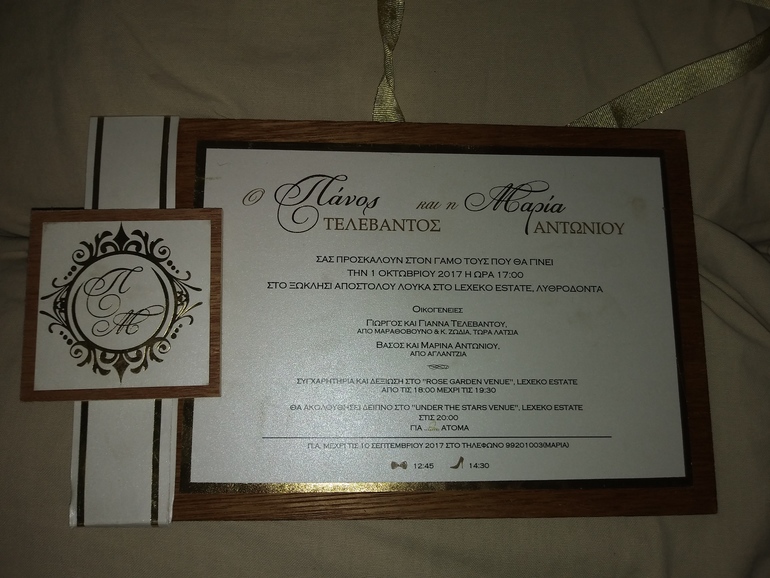 Π
Μ
Ο Πάνος και η Μαρία
ΤΕΛΕΒΑΝΤΟΣ ΑΝΤΩΝΙΟΥ
ΣΑΣ ΠΡΟΣΚΑΛΟΥΝ ΣΤΟΝ ΓΑΜΟ ΤΟΥΣ ΠΟΥ ΘΑ ΓΙΝΕΙ
ΤΗΝ 1 ΟΚΤΩΒΡΙΟΥ 2017 Η ΩΡΑ 17:00
ΣΤΟ ΞΩΚΛΗΣΙ ΑΠΟΣΤΟΛΟΥ ΛΟΥΚΑ ΣΤΟ LEXEKO ESTATE, ΛΥΘΡΟΔΟΝΤΑ
ΟΙΚΟΓΕΝΕΙΕΣ
ΓΙΩΡΓΟΣ ΚΑΙ ΓΙΑΝΝΑ ΤΕΛΕΒΑΝΤΟΥ,
ΑΠΟ ΜΑΡΑΘΟΒΟΥΝΟ & Κ. ΖΩΔΙΑ, ΤΩΡΑ ΛΑΤΣΙΑ
ΒΑΣΟΣ ΚΑΙ ΜΑΡΙΝΑ ΑΝΤΩΝΙΟΥ,
ΑΠΟ ΑΓΛΑΝΤΖΙΑ
ΣΥΓΧΑΡΗΤΗΡΙΑ ΚΑΙ ΔΕΞΙΩΣΗ ΣΤΟ "ROSE GARDEN VENUE", LEXEKO ESTATE
ΑΠΟ ΤΙΣ 18:00 ΜΕΧΡΙ ΤΙΣ 19:30
ΘΑ ΑΚΟΛΟΥΘΗΣΕΙ ΔΕΙΠΝΟ ΣΤΟ "UNDER THE STARS VENUE", LEXEKO ESTATE
ΣΤΙΣ 20:00
ΓΙΑ ...... ΑΤΟΜΑ
Π.Α. ΜΕΧΡΙ ΤΙΣ 10 ΣΕΠΤΕΜΒΡΙΟΥ 2017 ΣΤΟ ΤΗΛΕΦΩΝΟ 99201003(ΜΑΡΙΑ)
12:45 14:30